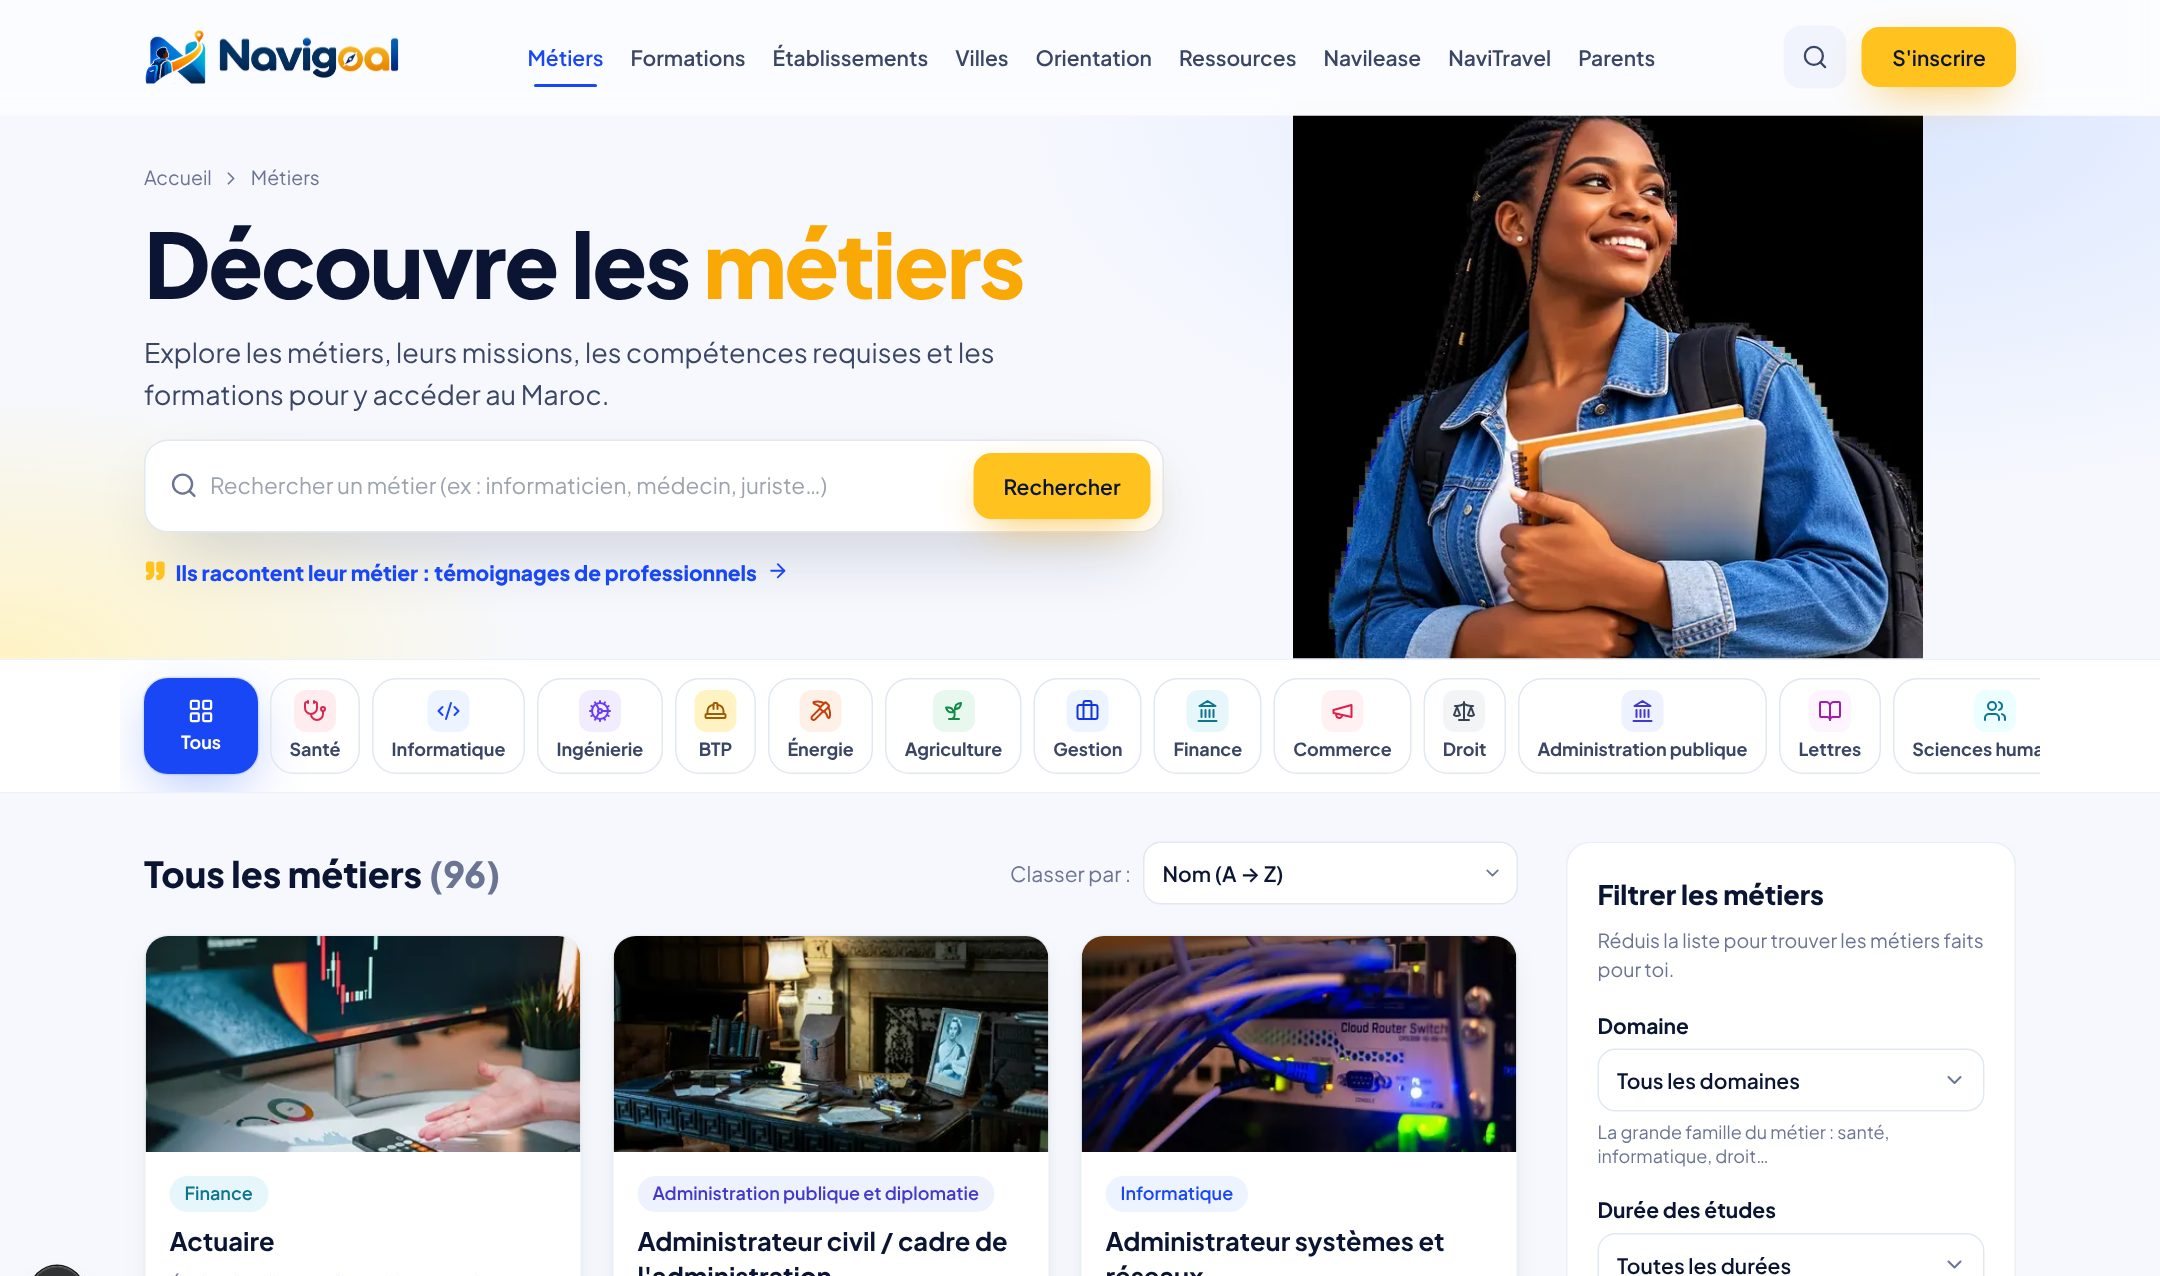 Navigoal
Métiers
Formations
Établissements
Villes
Orientation
Ressources
Navilease
NaviTravel
Parents
S'inscrire
Accueil > Métiers
Découvre les métiers
Explore les métiers, leurs missions, les compétences requises et les
formations pour y accéder au Maroc.
Rechercher un métier (ex : informaticien, médecin, juriste…)
Rechercher
Ils racontent leur métier : témoignages de professionnels →
Tous
Santé
Informatique
Ingénierie
BTP
Énergie
Agriculture
Gestion
Finance
Commerce
Droit
Administration publique
Lettres
Sciences huma
Tous les métiers (96)
Classer par :
Nom (A → Z)
Cloud Router Switch
Finance
Actuaire
Administration publique et diplomatie
Administrateur civil / cadre de
l'administration
Informatique
Administrateur systèmes et
réseaux
Filtrer les métiers
Réduis la liste pour trouver les métiers faits
pour toi.
Domaine
Tous les domaines
La grande famille du métier : santé,
informatique, droit…
Durée des études
Toutes les durées